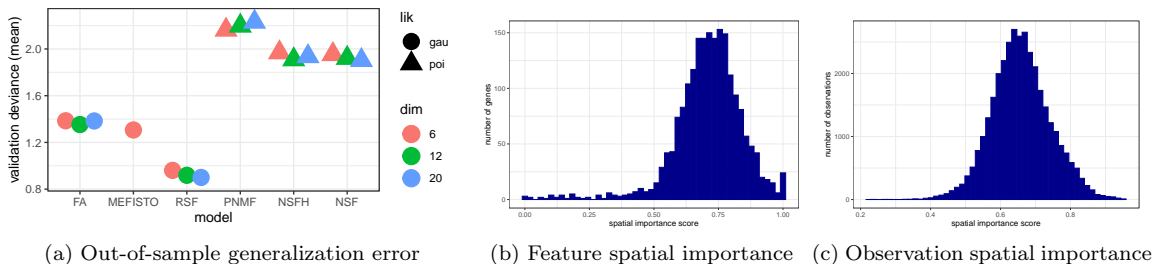 validation deviance (mean)
2.0
1.6
1.2
0.8
FA MEFISTO RSF PNMF NSFH NSF
model
lik
gau
poi
dim
6
12
20
(a) Out-of-sample generalization error
number of genes
150
100
50
0
0.00 0.25 0.50 0.75 1.00
spatial importance score
(b) Feature spatial importance
number of observations
2000
1000
0
0.2 0.4 0.6 0.8
spatial importance score
(c) Observation spatial importance